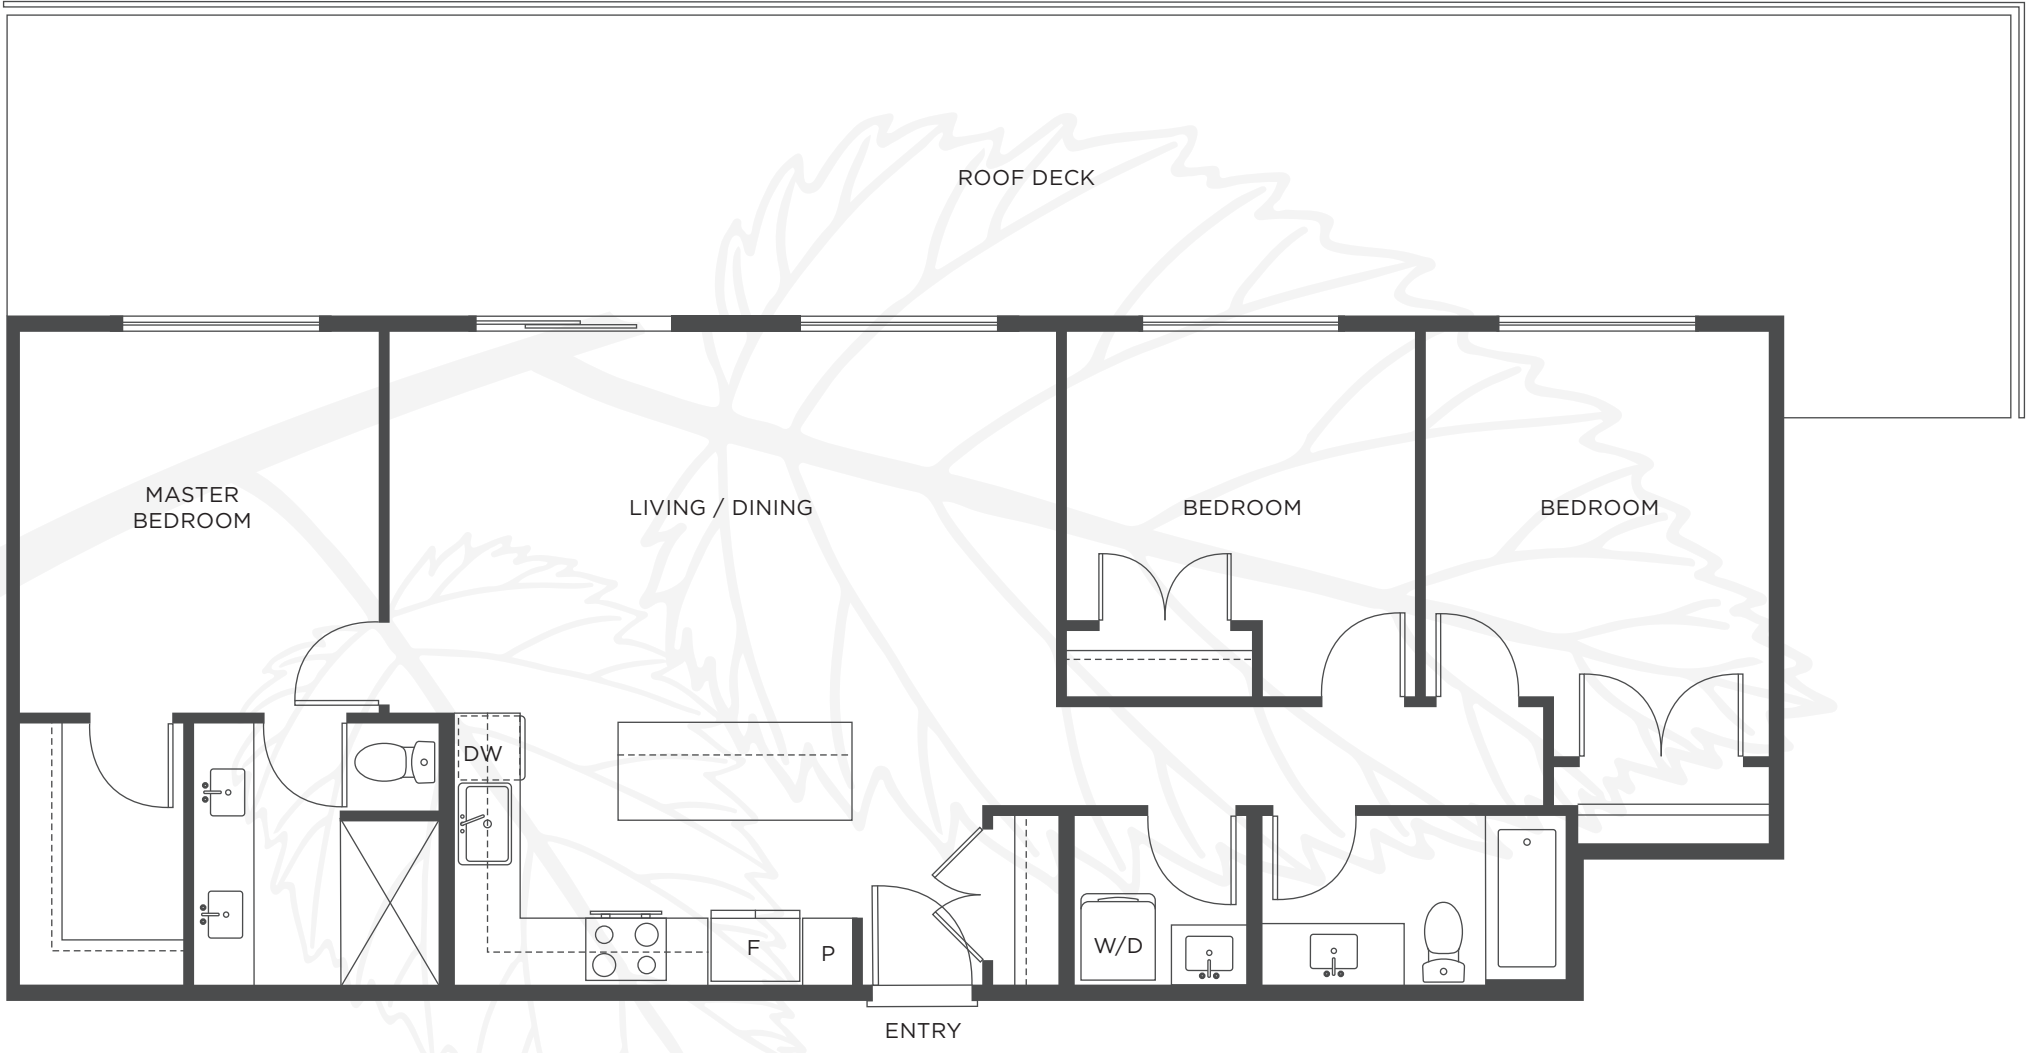 ROOF DECK
MASTER
BEDROOM
LIVING / DINING
BEDROOM
BEDROOM
DW
F
P
W/D
ENTRY